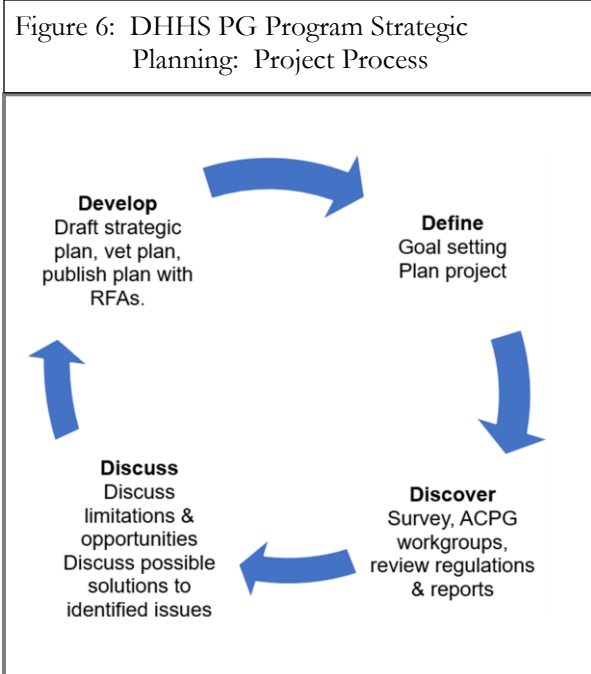 Figure 6:  DHHS PG Program Strategic
Planning:  Project Process
Develop
Draft strategic
plan, vet plan,
publish plan with
RFAs.
Define
Goal setting
Plan project
Discover
Survey, ACPG
workgroups,
review regulations
& reports
Discuss
Discuss
limitations &
opportunities
Discuss possible
solutions to
identified issues